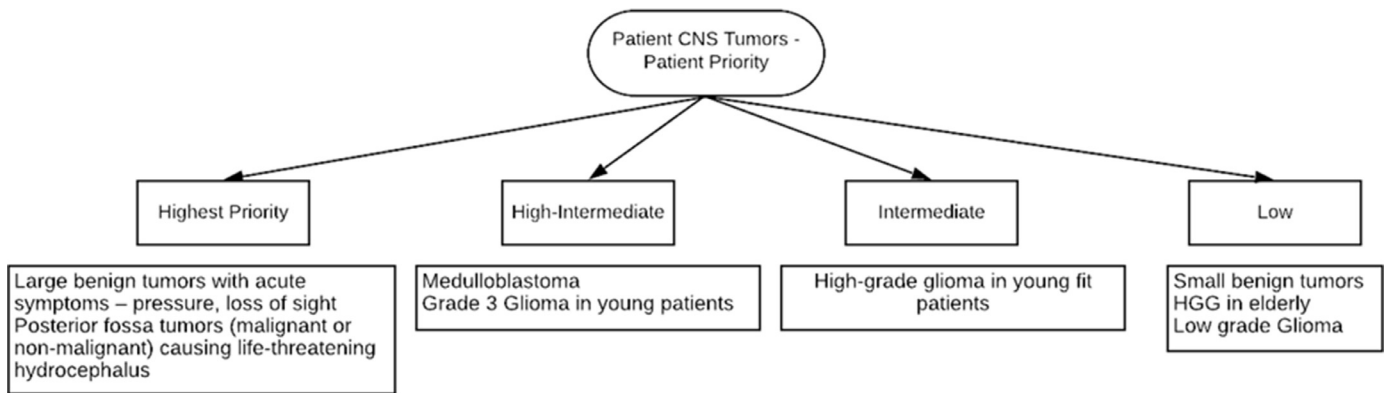 Patient CNS Tumors -
Patient Priority
Highest Priority
High-Intermediate
Intermediate
Low
Large benign tumors with acute
symptoms – pressure, loss of sight
Posterior fossa tumors (malignant or
non-malignant) causing life-threatening
hydrocephalus
Medulloblastoma
Grade 3 Glioma in young patients
High-grade glioma in young fit
patients
Small benign tumors
HGG in elderly
Low grade Glioma